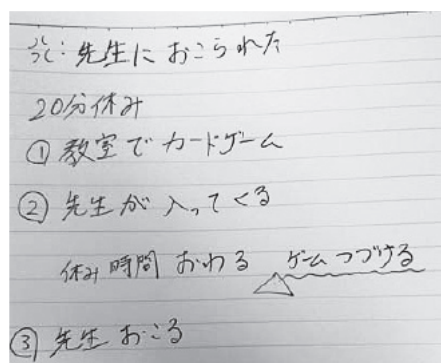 :先生におこられた
20分休み
① 教室でカードゲーム
② 先生が入ってくる
休み時間 おわる ゲームつづける
③ 先生おこる